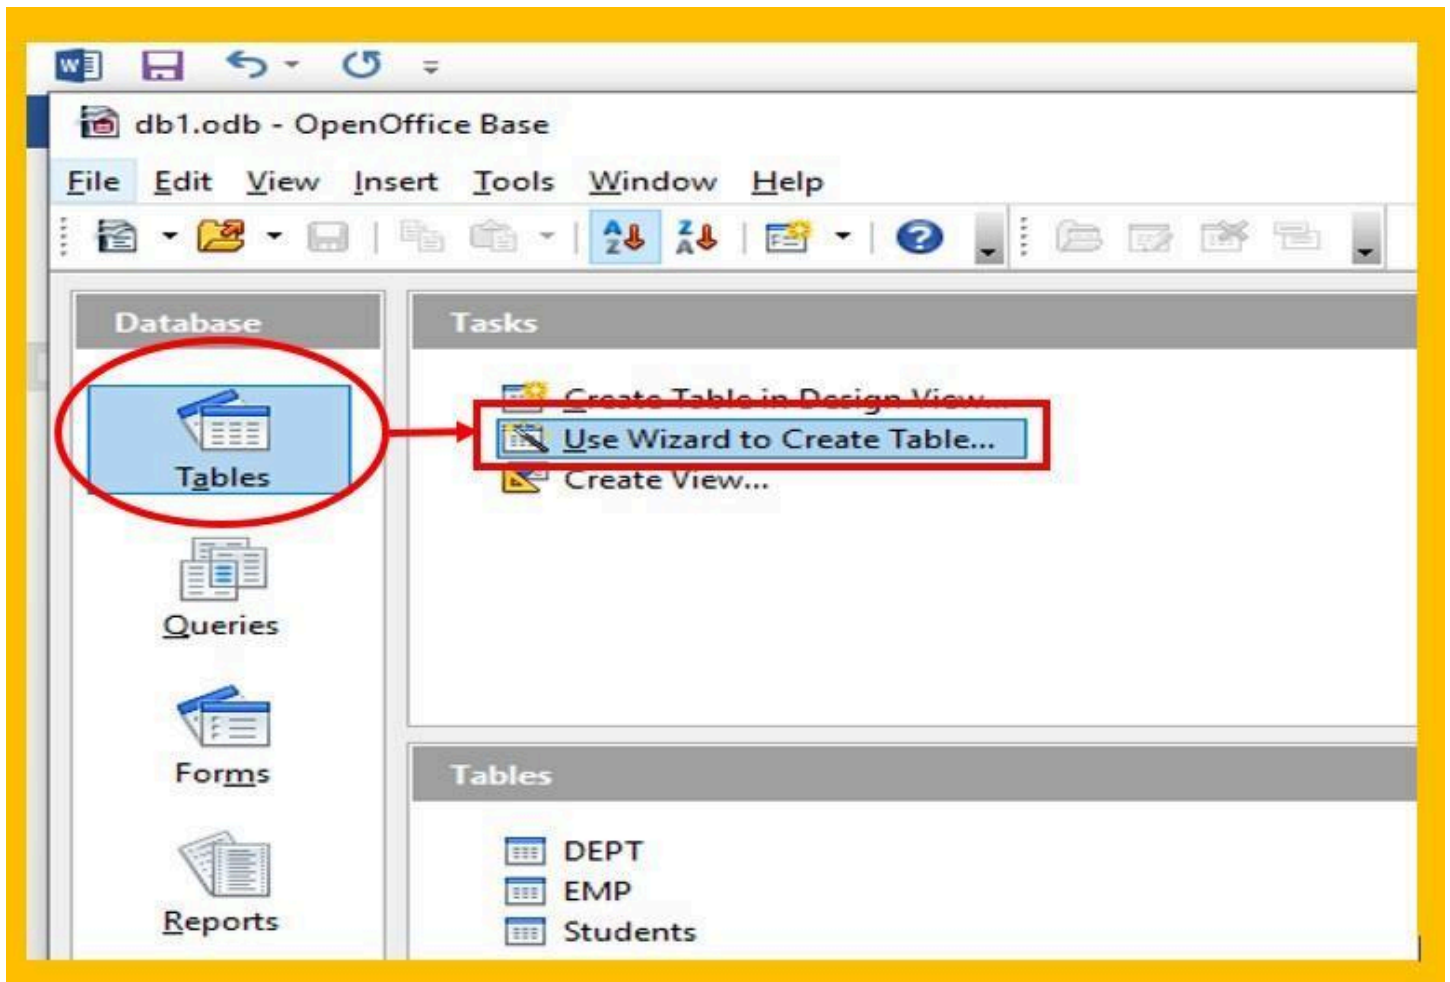 db1.odb - OpenOffice Base
File Edit View Insert Tools Window Help
Database
Tasks
Create Table in Design View...
Use Wizard to Create Table...
Create View...
Tables
Queries
Forms
Reports
Tables
DEPT
EMP
Students